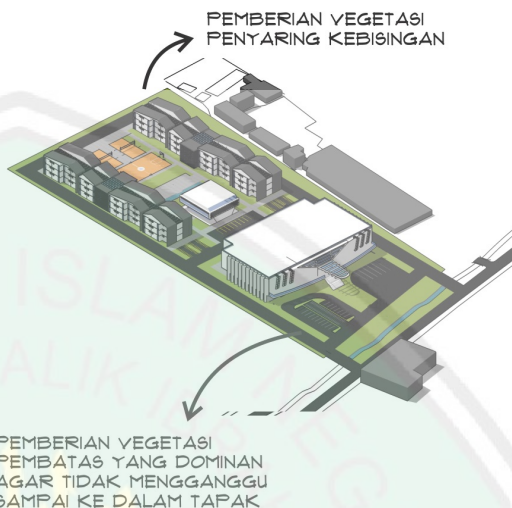 PEMBERIAN VEGETASI
PENYARING KEBISINGAN
PEMBERIAN VEGETASI
PEMBATAS YANG DOMINAN
AGAR TIDAK MENGGANGGU
SAMPAI KE DALAM TAPAK